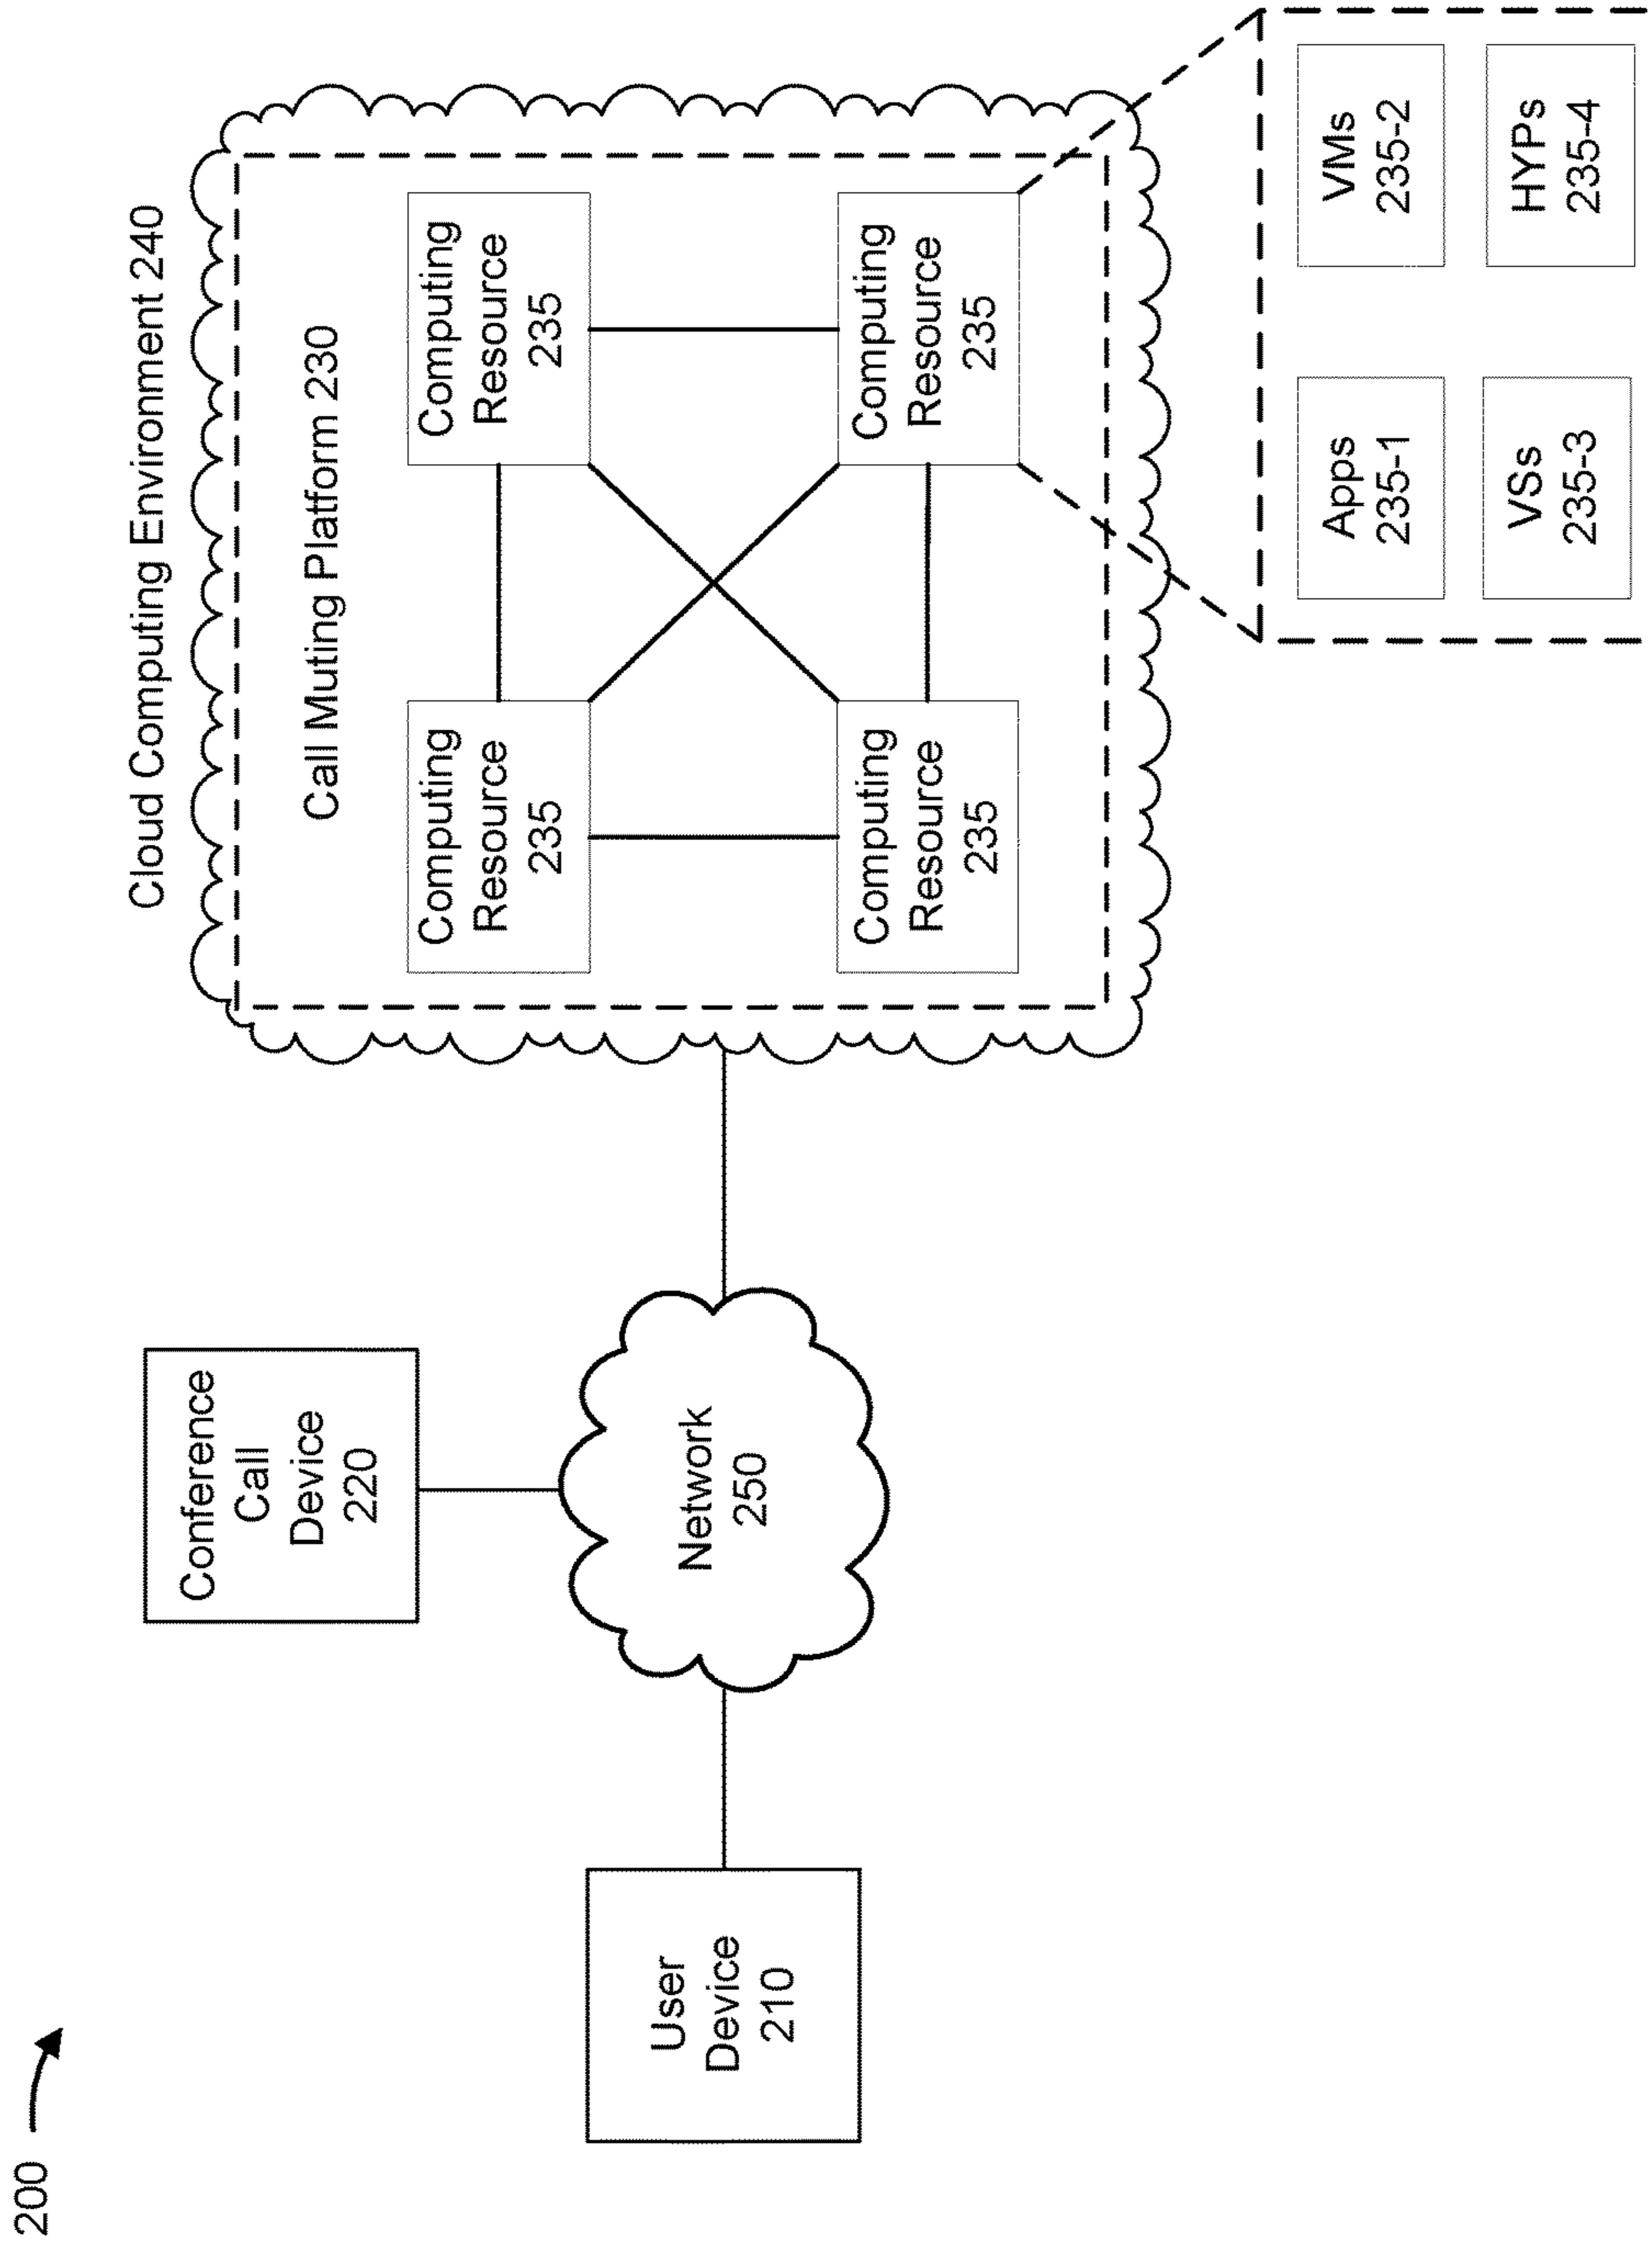 200
Cloud Computing Environment 240
Call Muting Platform 230
Conference
Call
Device
220
Computing
Resource
235
Computing
Resource
235
User
Device
210
Network
250
Computing
Resource
235
Computing
Resource
235
Apps
235-1
VMs
235-2
VSs
235-3
HYPs
235-4